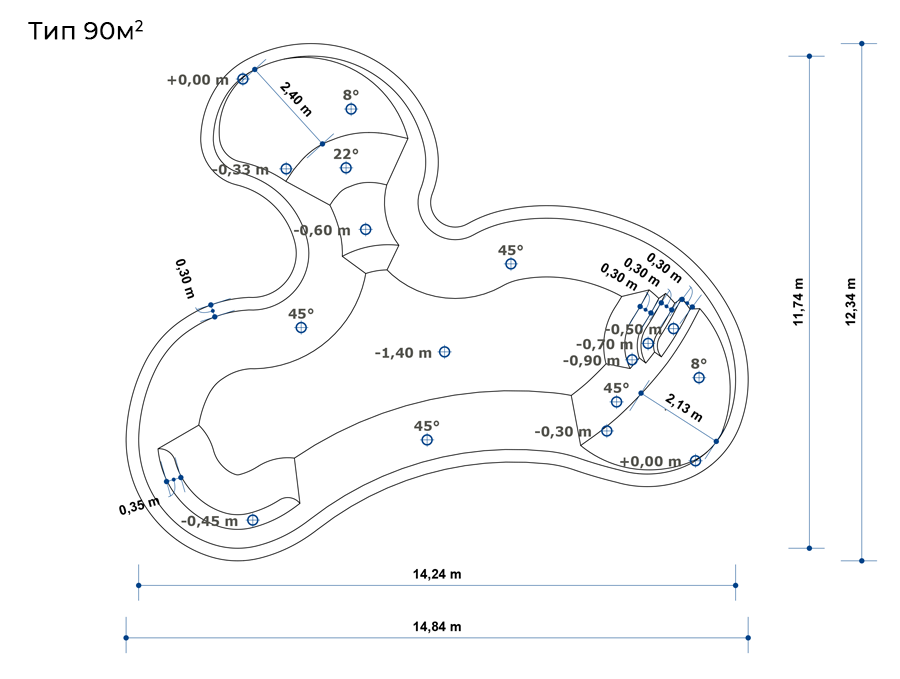 Тип 90м²
+0,00 m
2,40 m
8°
-0,33 m
22°
-0,60 m
0,30 m
45°
45°
0,30 m
0,30 m
0,30 m
-0,50 m
-0,70 m
-0,90 m
-1,40 m
8°
45°
2,13 m
45°
-0,30 m
+0,00 m
0,35 m
-0,45 m
11,74 m
12,34 m
14,24 m
14,84 m